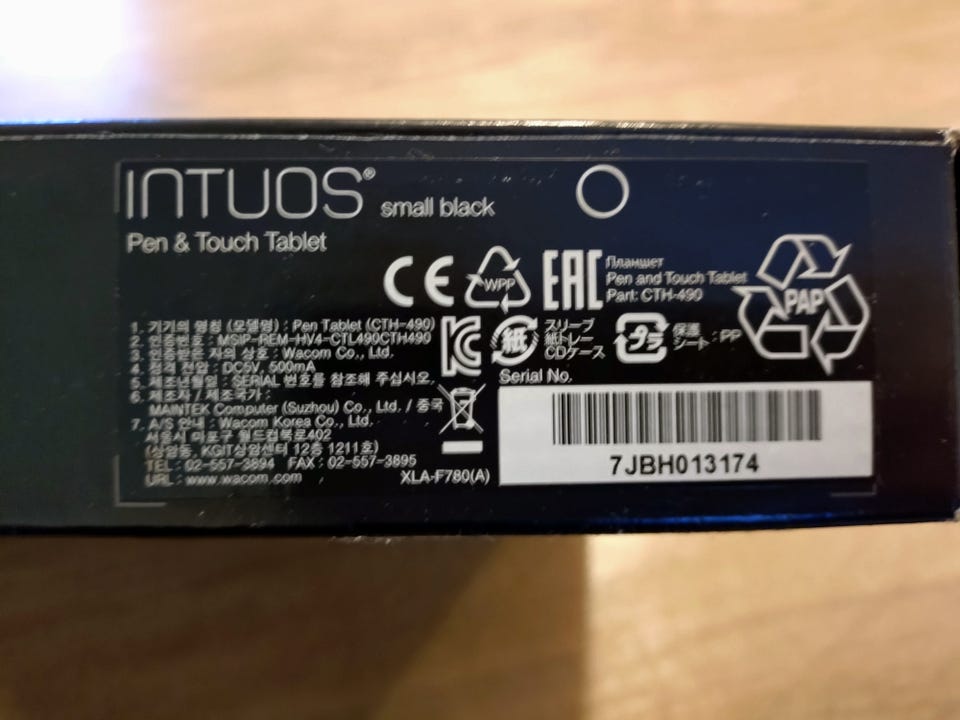 INTUOS® small black
Pen & Touch Tablet
CE WPP EAC
Планшет
Pen and Touch Tablet
Part: CTH-490
PAP
1. 기기의 명칭 (모델명) : Pen Tablet (CTH-490)
2. 인증번호 : MSIP-REM-HV4-CTL490CTH490
3. 인증받은 자의 상호 : Wacom Co., Ltd.
4. 정격 전압 : DC5V, 500mA
5. 제조년월일 : SERIAL 번호를 참조해 주십시오.
6. 제조자 / 제조국가 :
MAINTEK Computer (Suzhou) Co., Ltd. / 중국
7. A/S 안내 : Wacom Korea Co., Ltd.
서울시 마포구 월드컵북로402
(상암동, KGIT상암센터 12층 1211호)
TEL : 02-557-3894 FAX : 02-557-3895
URL : www.wacom.com
XLA-F780(A)
紙
スリーブ
紙トレー
CDケース
プラ
保護
シート : PP
Serial No.
7JBH013174